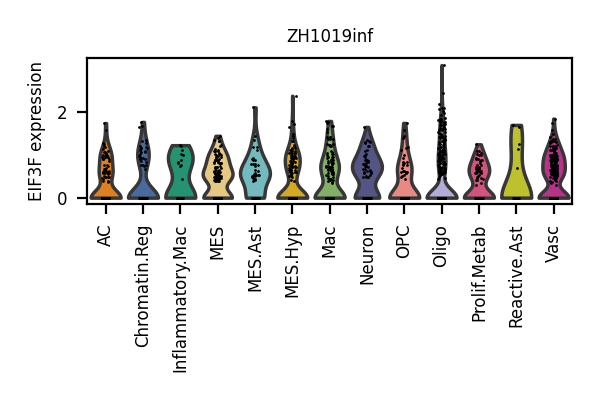 ZH1019inf
EIF3F expression
2
0
AC
Chromatin.Reg
Inflammatory.Mac
MES
MES.Ast
MES.Hyp
Mac
Neuron
OPC
Oligo
Prolif.Metab
Reactive.Ast
Vasc